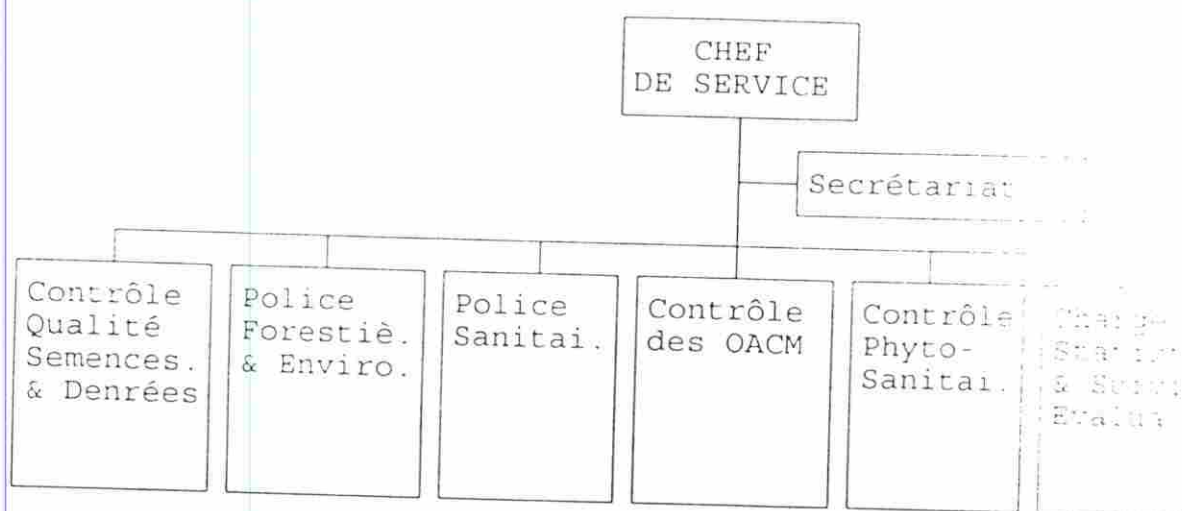 CHEF
DE SERVICE
Secrétariat
Contrôle
Qualité
Semences.
& Denrées
Police
Forestiè.
& Enviro.
Police
Sanitai.
Contrôle
des OACM
Contrôle
Phyto-
Sanitai.
&